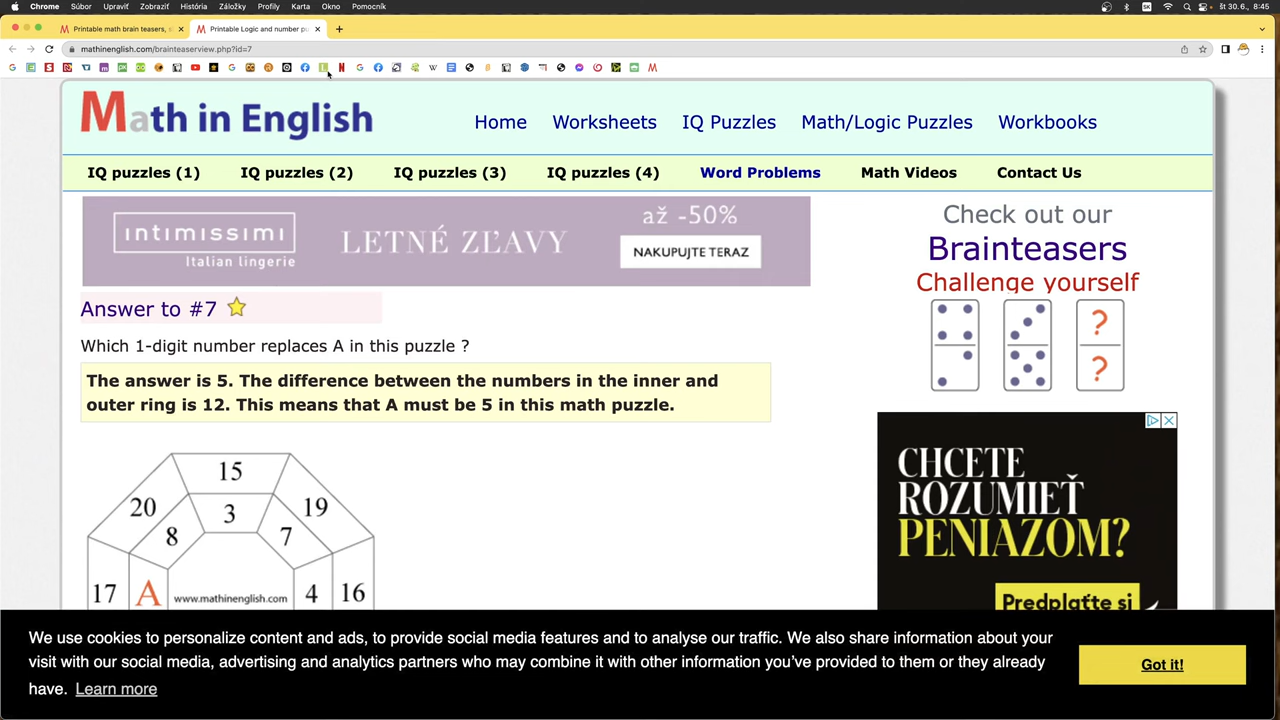 Chrome Súbor Upraviť Zobraziť História Záložky Profily Karta Okno Pomocník
SK
št 30.6., 8:45
Printable math brain teasers,
Printable Logic and number pu
mathinenglish.com/brainteaserview.php?id=7
Math in English
Home Worksheets IQ Puzzles Math/Logic Puzzles Workbooks
IQ puzzles (1) IQ puzzles (2) IQ puzzles (3) IQ puzzles (4) Word Problems Math Videos Contact Us
intimissimi
Italian lingerie
LETNÉ ZĽAVY
až -50%
NAKUPUJTE TERAZ
Check out our
Brainteasers
Challenge yourself
?
?
Answer to #7
Which 1-digit number replaces A in this puzzle ?
The answer is 5. The difference between the numbers in the inner and
outer ring is 12. This means that A must be 5 in this math puzzle.
15
20 3 19
8 7
17 A www.mathinenglish.com 4 16
CHCETE
ROZUMIEŤ
PENIAZOM?
Predplaťte si
We use cookies to personalize content and ads, to provide social media features and to analyse our traffic. We also share information about your
visit with our social media, advertising and analytics partners who may combine it with other information you've provided to them or they already
have. Learn more
Got it!